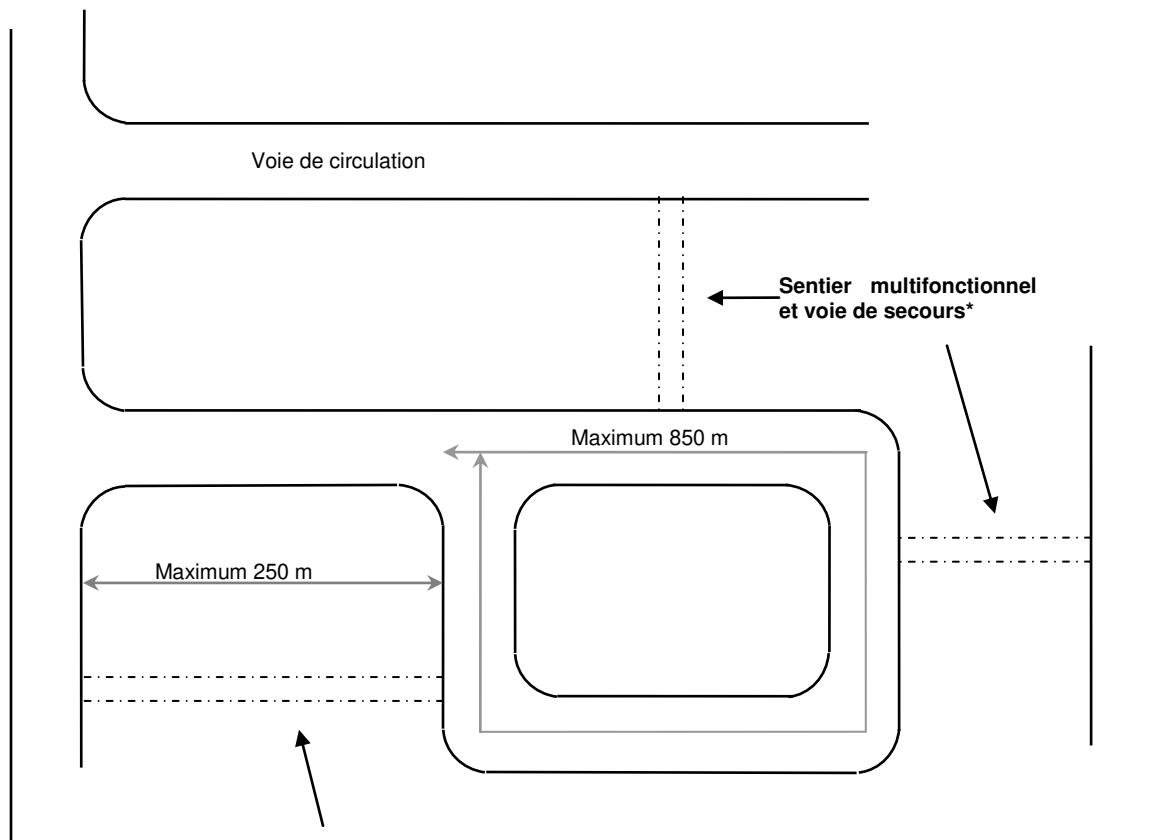 Voie de circulation
Sentier multifonctionnel
et voie de secours*
Maximum 850 m
Maximum 250 m